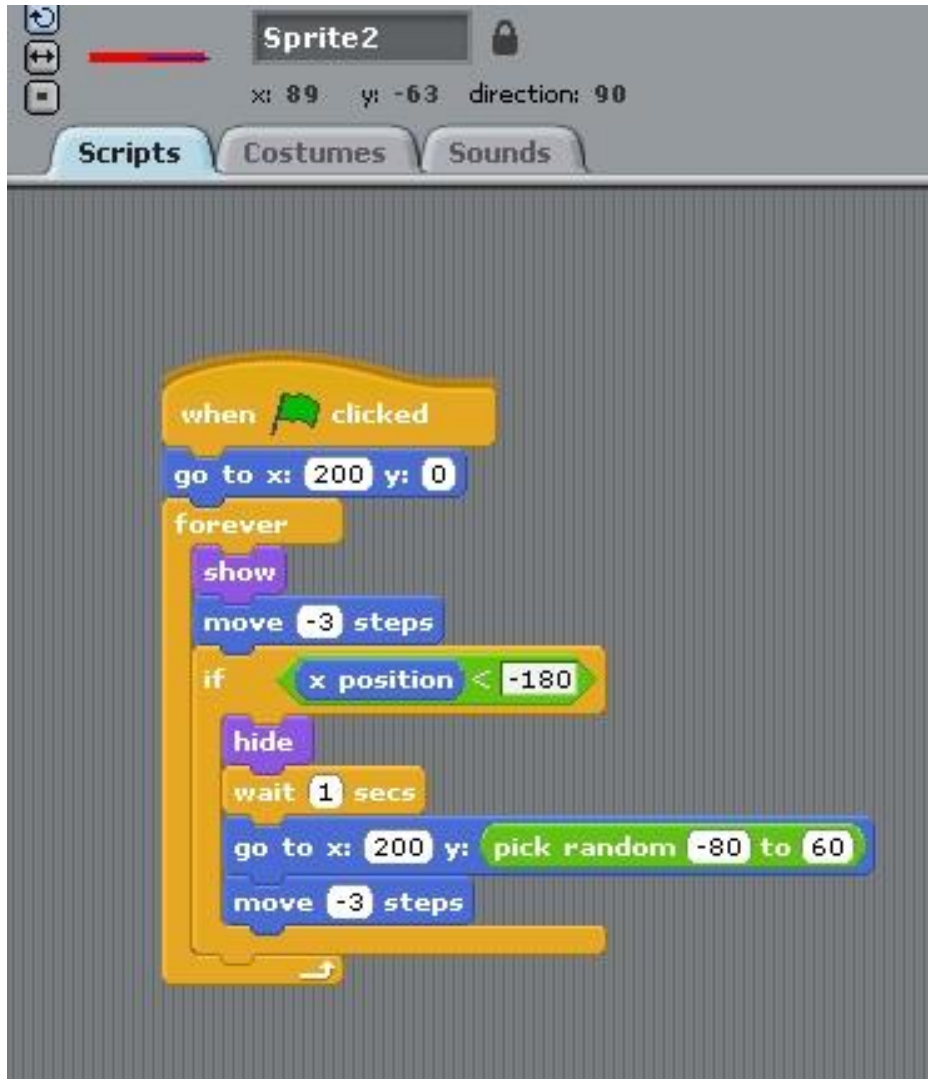 Sprite2
x: 89 y: -63 direction: 90
Scripts Costumes Sounds
when clicked
go to x: 200 y: 0
forever
show
move -3 steps
if x position < -180
hide
wait 1 secs
go to x: 200 y: pick random -80 to 60
move -3 steps